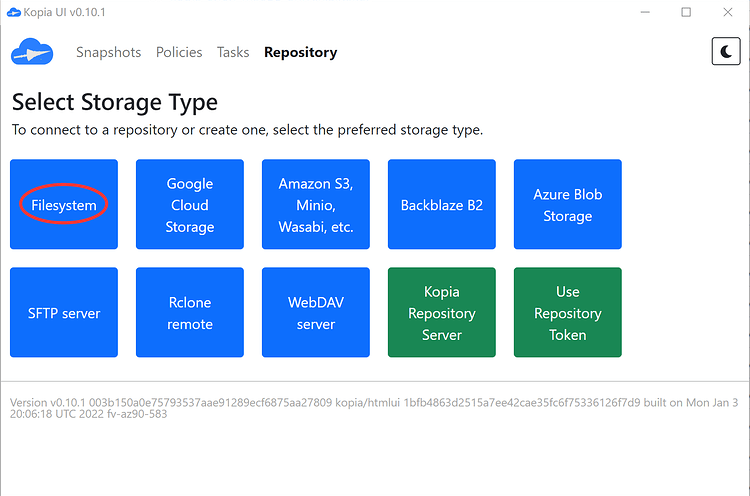 Kopia UI v0.10.1
Snapshots Policies Tasks Repository
Select Storage Type
To connect to a repository or create one, select the preferred storage type.
Filesystem
Google
Cloud
Storage
Amazon S3,
Minio,
Wasabi, etc.
Backblaze B2
Azure Blob
Storage
SFTP server
Rclone
remote
WebDAV
server
Kopia
Repository
Server
Use
Repository
Token
Version v0.10.1 003b150a0e75793537aae91289ecf6875aa27809 kopia/htmlui 1bfb4863d2515a7ee42cae35fc6f75336126f7d9 built on Mon Jan 3
20:06:18 UTC 2022 fv-az90-583